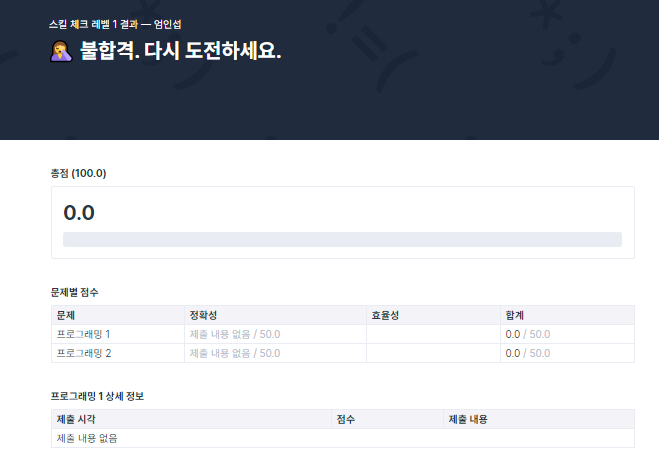 스킬 체크 레벨 1 결과 — 엄인섭
불합격. 다시 도전하세요.
총점 (100.0)
0.0
문제별 점수
문제 정확성 효율성 합계
프로그래밍 1 제출 내용 없음 / 50.0 0.0 / 50.0
프로그래밍 2 제출 내용 없음 / 50.0 0.0 / 50.0
프로그래밍 1 상세 정보
제출 시각 점수 제출 내용
제출 내용 없음